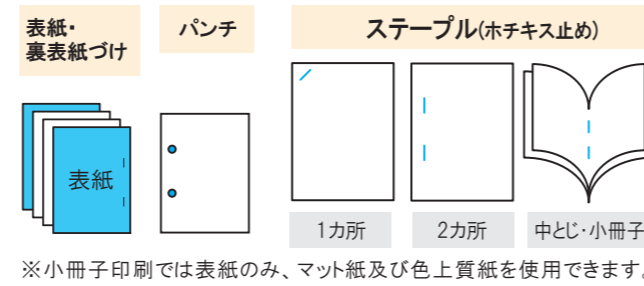 表紙・
裏表紙づけ
パンチ
ステープル(ホチキス止め)
表紙
1カ所
2カ所
中とじ・小冊子
※小冊子印刷では表紙のみ、マット紙及び色上質紙を使用できます。